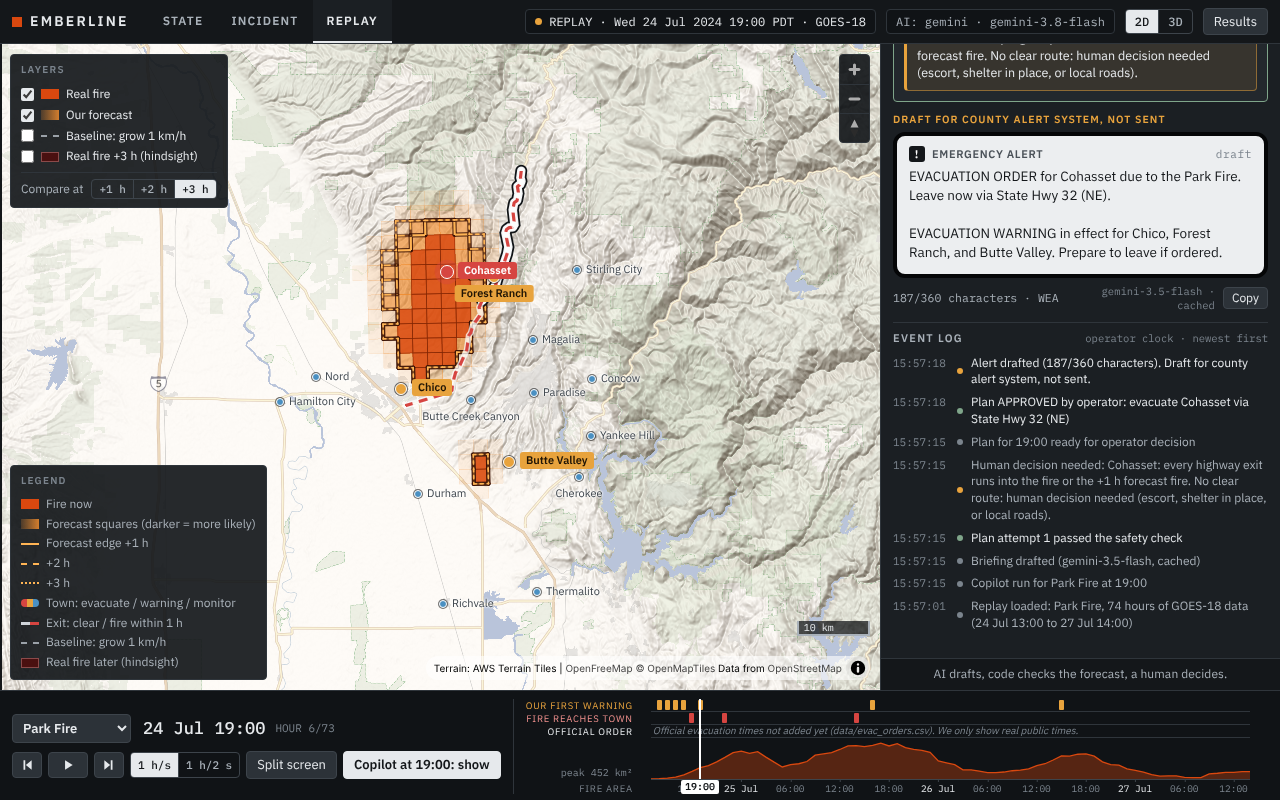 EMBERLINE
STATE
INCIDENT
REPLAY
REPLAY · Wed 24 Jul 2024 19:00 PDT · GOES-18
AI: gemini · gemini-3.8-flash
2D
3D
Results
LAYERS
Real fire
Our forecast
Baseline: grow 1 km/h
Real fire +3 h (hindsight)
Compare at
+1 h
+2 h
+3 h
Cohasset
Forest Ranch
Stirling City
Magalia
Nord
Hamilton City
Chico
Butte Creek Canyon
Concow
Paradise
Yankee Hill
Butte Valley
Cherokee
Durham
Thermalito
Richvale
5
10 km
Terrain: AWS Terrain Tiles | OpenFreeMap © OpenMapTiles Data from OpenStreetMap
LEGEND
Fire now
Forecast squares (darker = more likely)
Forecast edge +1 h
+2 h
+3 h
Town: evacuate / warning / monitor
Exit: clear / fire within 1 h
Baseline: grow 1 km/h
Real fire later (hindsight)
forecast fire. No clear route: human decision needed
(escort, shelter in place, or local roads).
DRAFT FOR COUNTY ALERT SYSTEM, NOT SENT
! EMERGENCY ALERT
draft
EVACUATION ORDER for Cohasset due to the Park Fire.
Leave now via State Hwy 32 (NE).
EVACUATION WARNING in effect for Chico, Forest
Ranch, and Butte Valley. Prepare to leave if ordered.
187/360 characters · WEA
gemini-3.5-flash ·
cached
Copy
EVENT LOG
operator clock · newest first
15:57:18 Alert drafted (187/360 characters). Draft for county
alert system, not sent.
15:57:18 Plan APPROVED by operator: evacuate Cohasset via
State Hwy 32 (NE)
15:57:15 Plan for 19:00 ready for operator decision
15:57:15 Human decision needed: Cohasset: every highway exit
runs into the fire or the +1 h forecast fire. No clear
route: human decision needed (escort, shelter in place,
or local roads).
15:57:15 Plan attempt 1 passed the safety check
15:57:15 Briefing drafted (gemini-3.5-flash, cached)
15:57:15 Copilot run for Park Fire at 19:00
15:57:01 Replay loaded: Park Fire, 74 hours of GOES-18 data
(24 Jul 13:00 to 27 Jul 14:00)
AI drafts, code checks the forecast, a human decides.
Park Fire
24 Jul 19:00
HOUR 6/73
1 h/s
1 h/2 s
Split screen
Copilot at 19:00: show
OUR FIRST WARNING
FIRE REACHES TOWN
OFFICIAL ORDER
Official evacuation times not added yet (data/evac_orders.csv). We only show real public times.
peak 452 km²
FIRE AREA
19:00
25 Jul
06:00
12:00
18:00
26 Jul
06:00
12:00
18:00
27 Jul
06:00
12:00